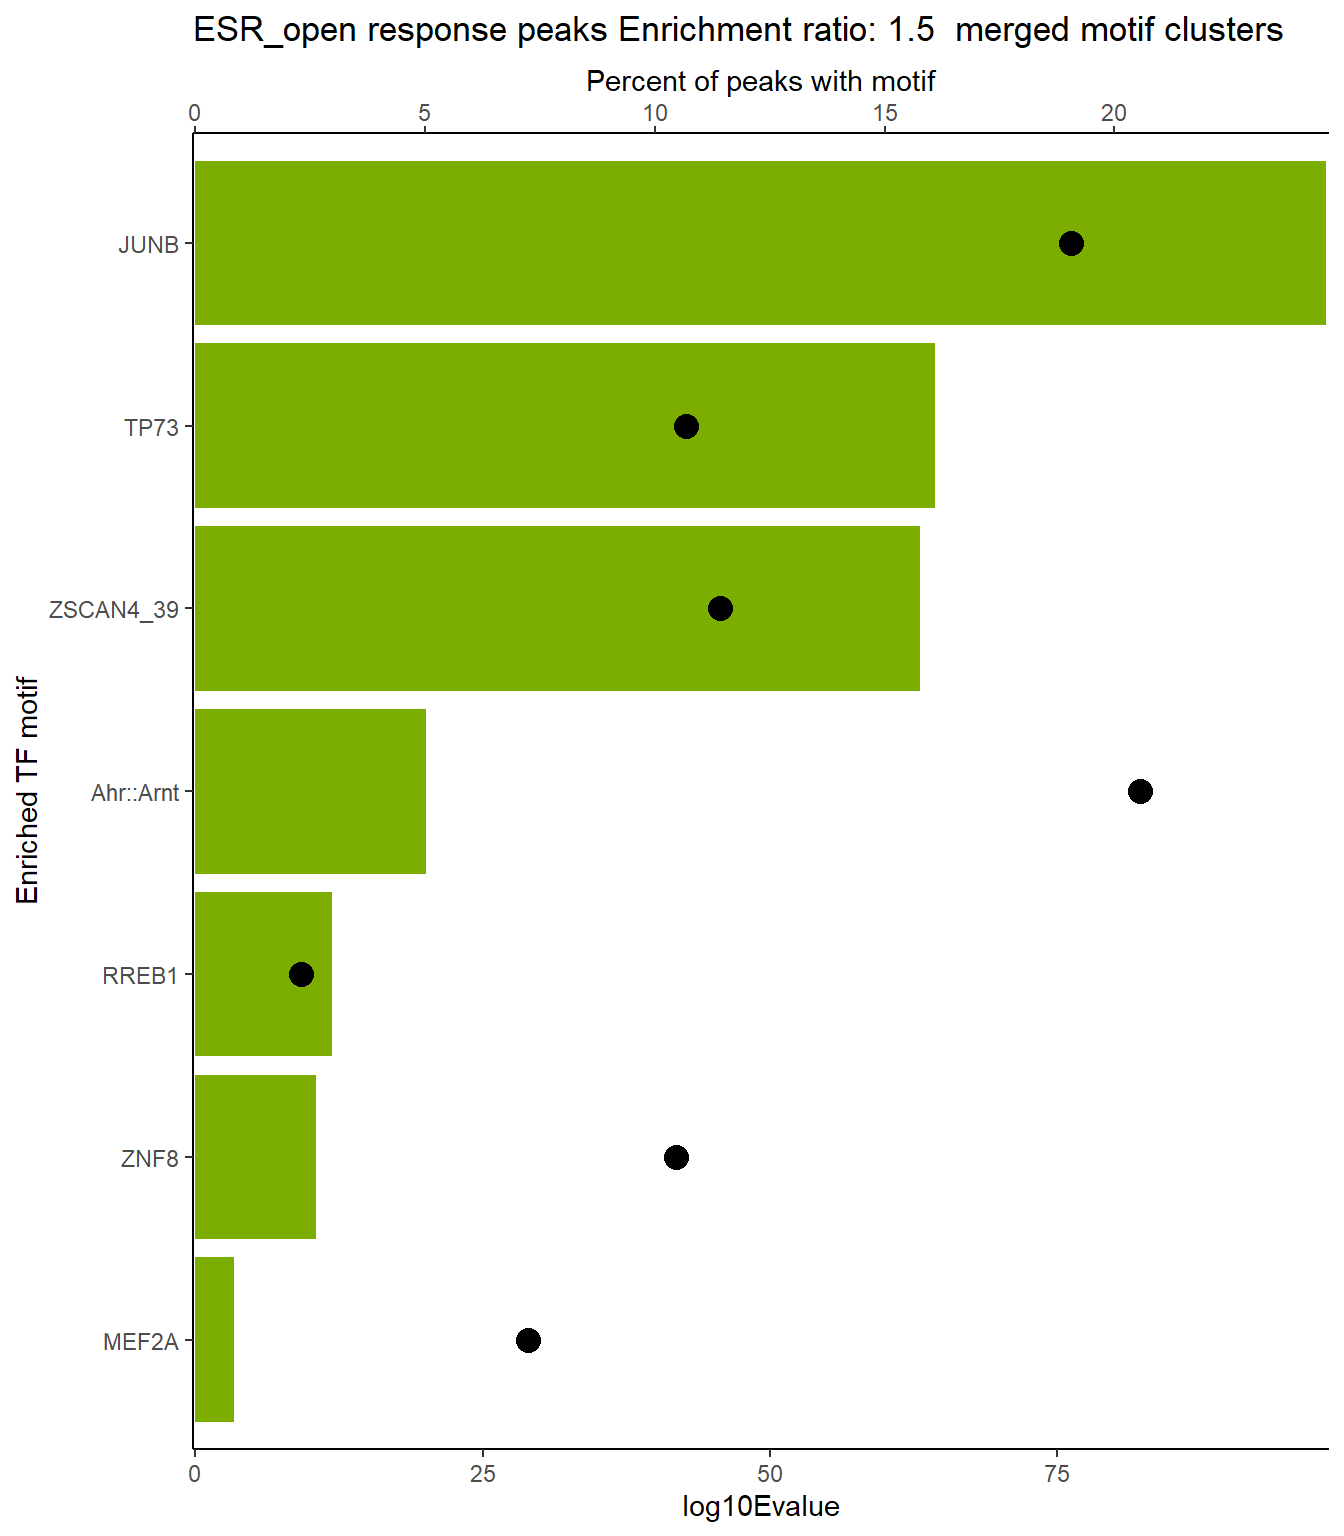 ESR_open response peaks Enrichment ratio: 1.5  merged motif clusters
Percent of peaks with motif
0 5 10 15 20
JUNB
TP73
ZSCAN4_39
Ahr::Arnt
RREB1
ZNF8
MEF2A
Enriched TF motif
0 25 50 75
log10Evalue